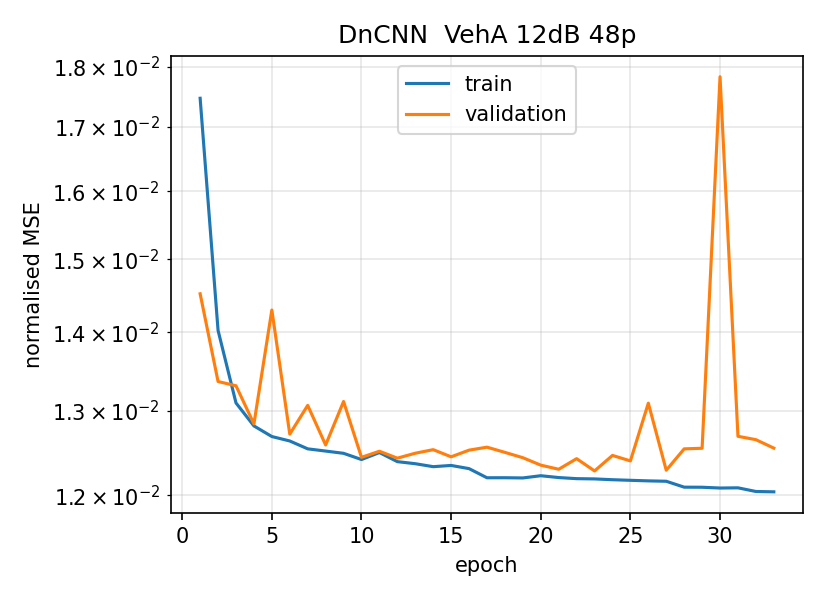 DnCNN  VehA 12dB 48p
train
validation
normalised MSE
1.8 × 10⁻²
1.7 × 10⁻²
1.6 × 10⁻²
1.5 × 10⁻²
1.4 × 10⁻²
1.3 × 10⁻²
1.2 × 10⁻²
0 5 10 15 20 25 30
epoch